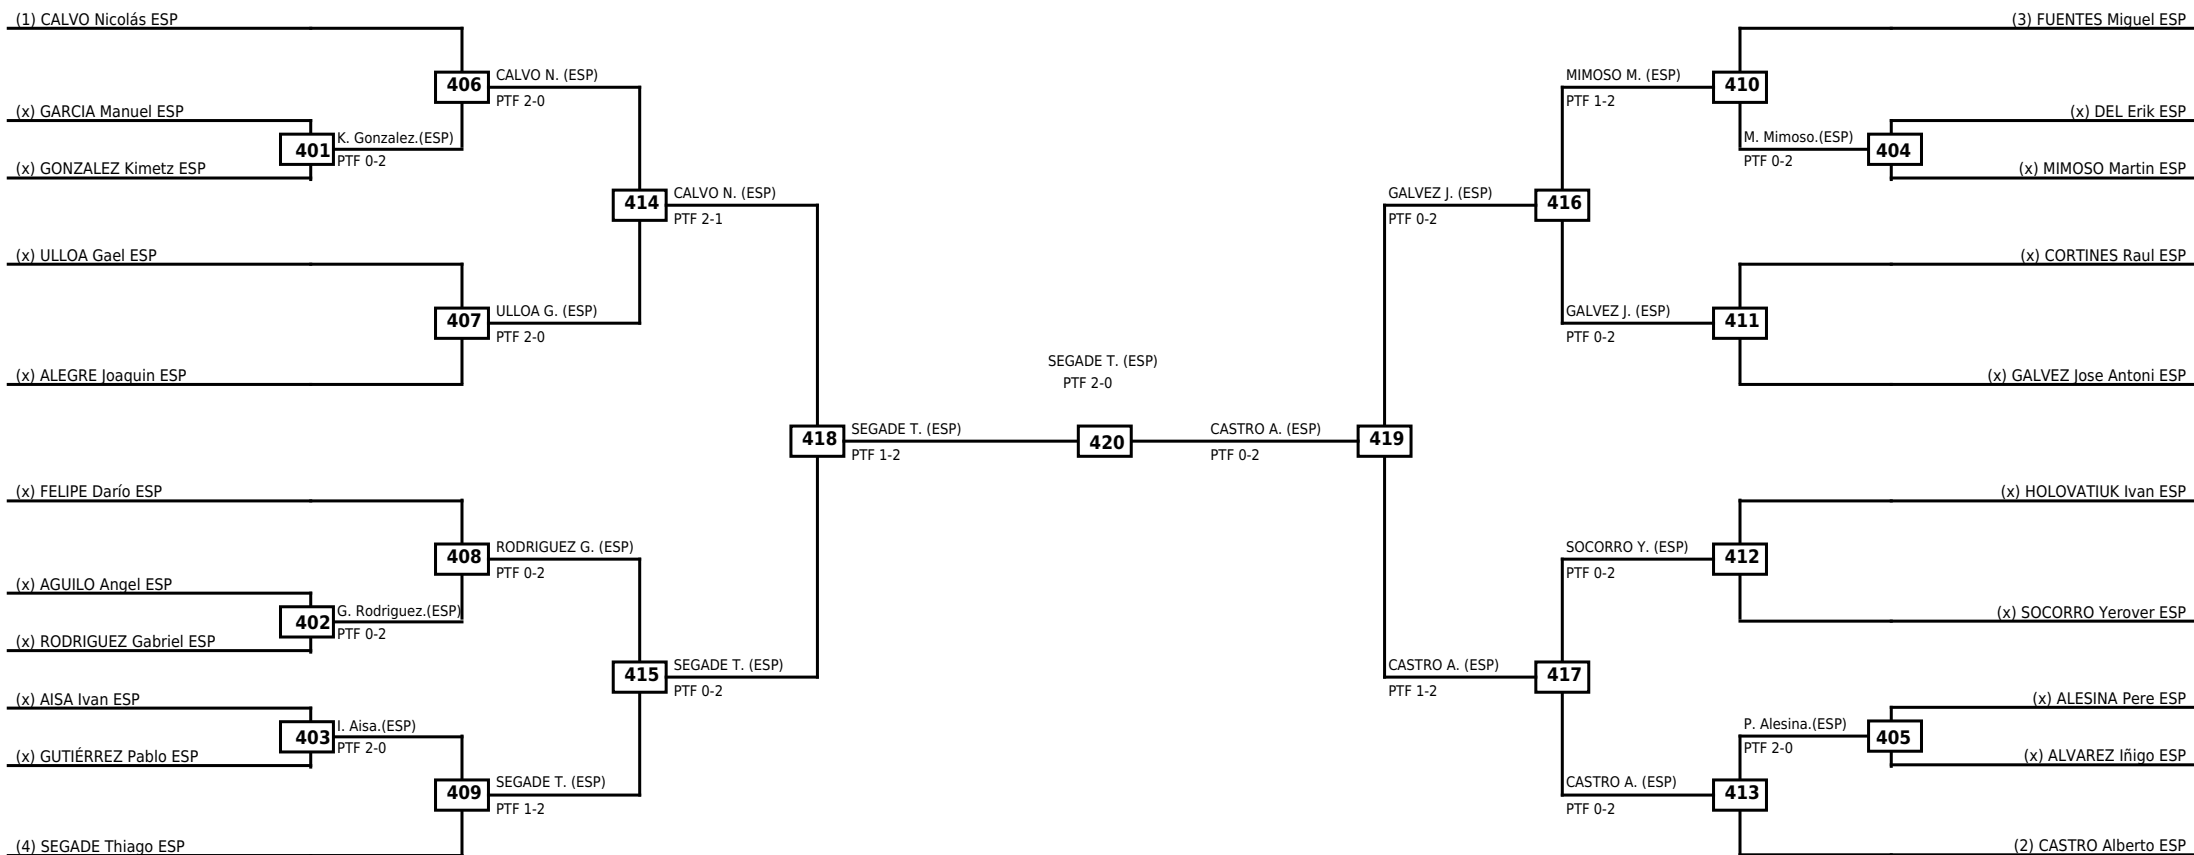 (1) CALVO Nicolás ESP
(x) GARCIA Manuel ESP
(x) GONZALEZ Kimetz ESP
(x) ULLOA Gael ESP
(x) ALEGRE Joaquin ESP
(x) FELIPE Darío ESP
(x) AGUILO Angel ESP
(x) RODRIGUEZ Gabriel ESP
(x) AISA Ivan ESP
(x) GUTIÉRREZ Pablo ESP
(4) SEGADE Thiago ESP
401
K. Gonzalez.(ESP)
PTF 0-2
402
G. Rodriguez.(ESP)
PTF 0-2
403
I. Aisa.(ESP)
PTF 2-0
406
CALVO N. (ESP)
PTF 2-0
407
ULLOA G. (ESP)
PTF 2-0
408
RODRIGUEZ G. (ESP)
PTF 0-2
409
SEGADE T. (ESP)
PTF 1-2
414
CALVO N. (ESP)
PTF 2-1
415
SEGADE T. (ESP)
PTF 0-2
418
SEGADE T. (ESP)
PTF 1-2
SEGADE T. (ESP)
PTF 2-0
420
CASTRO A. (ESP)
PTF 0-2
419
GALVEZ J. (ESP)
PTF 0-2
416
CASTRO A. (ESP)
PTF 1-2
417
MIMOSO M. (ESP)
PTF 1-2
410
GALVEZ J. (ESP)
PTF 0-2
411
SOCORRO Y. (ESP)
PTF 0-2
412
CASTRO A. (ESP)
PTF 0-2
413
M. Mimoso.(ESP)
PTF 0-2
404
P. Alesina.(ESP)
PTF 2-0
405
(3) FUENTES Miguel ESP
(x) DEL Erik ESP
(x) MIMOSO Martin ESP
(x) CORTINES Raul ESP
(x) GALVEZ Jose Antoni ESP
(x) HOLOVATIUK Ivan ESP
(x) SOCORRO Yerover ESP
(x) ALESINA Pere ESP
(x) ALVAREZ Iñigo ESP
(2) CASTRO Alberto ESP